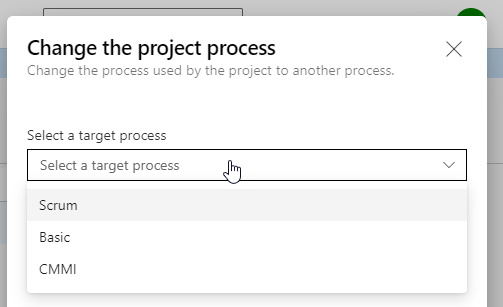 Change the project process
Change the process used by the project to another process.
Select a target process
Select a target process
Scrum
Basic
CMMI